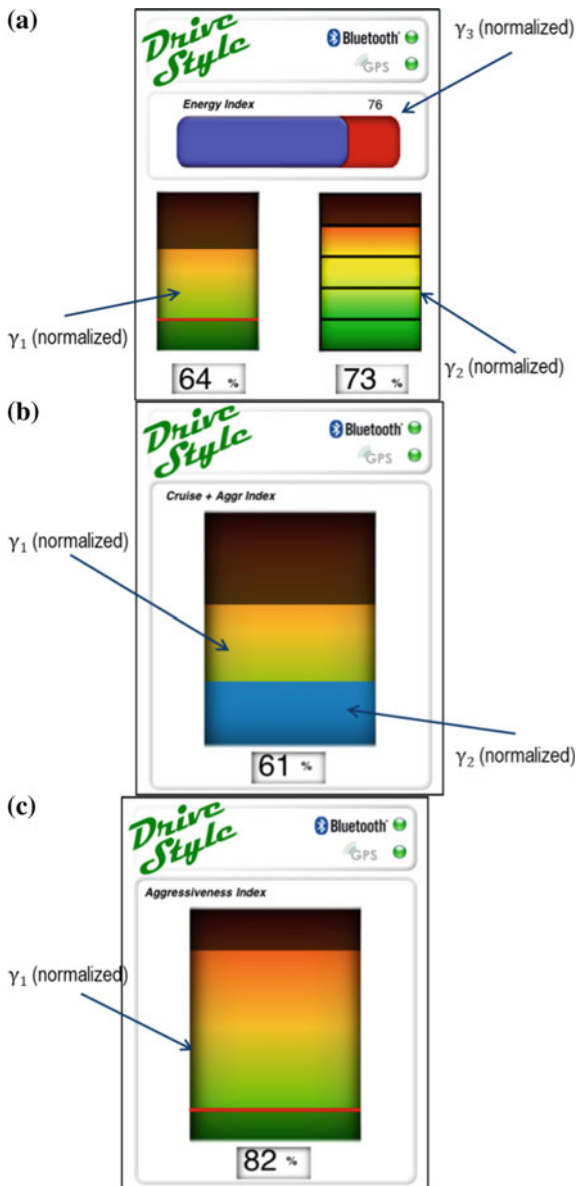 (a)
Drive
Style
Bluetooth
GPS
γ₃ (normalized)
Energy Index 76
γ₁ (normalized)
γ₂ (normalized)
64 %
73 %
(b)
Drive
Style
Bluetooth
GPS
Cruise + Aggr Index
γ₁ (normalized)
γ₂ (normalized)
61 %
(c)
Drive
Style
Bluetooth
GPS
Aggressiveness Index
γ₁ (normalized)
82 %